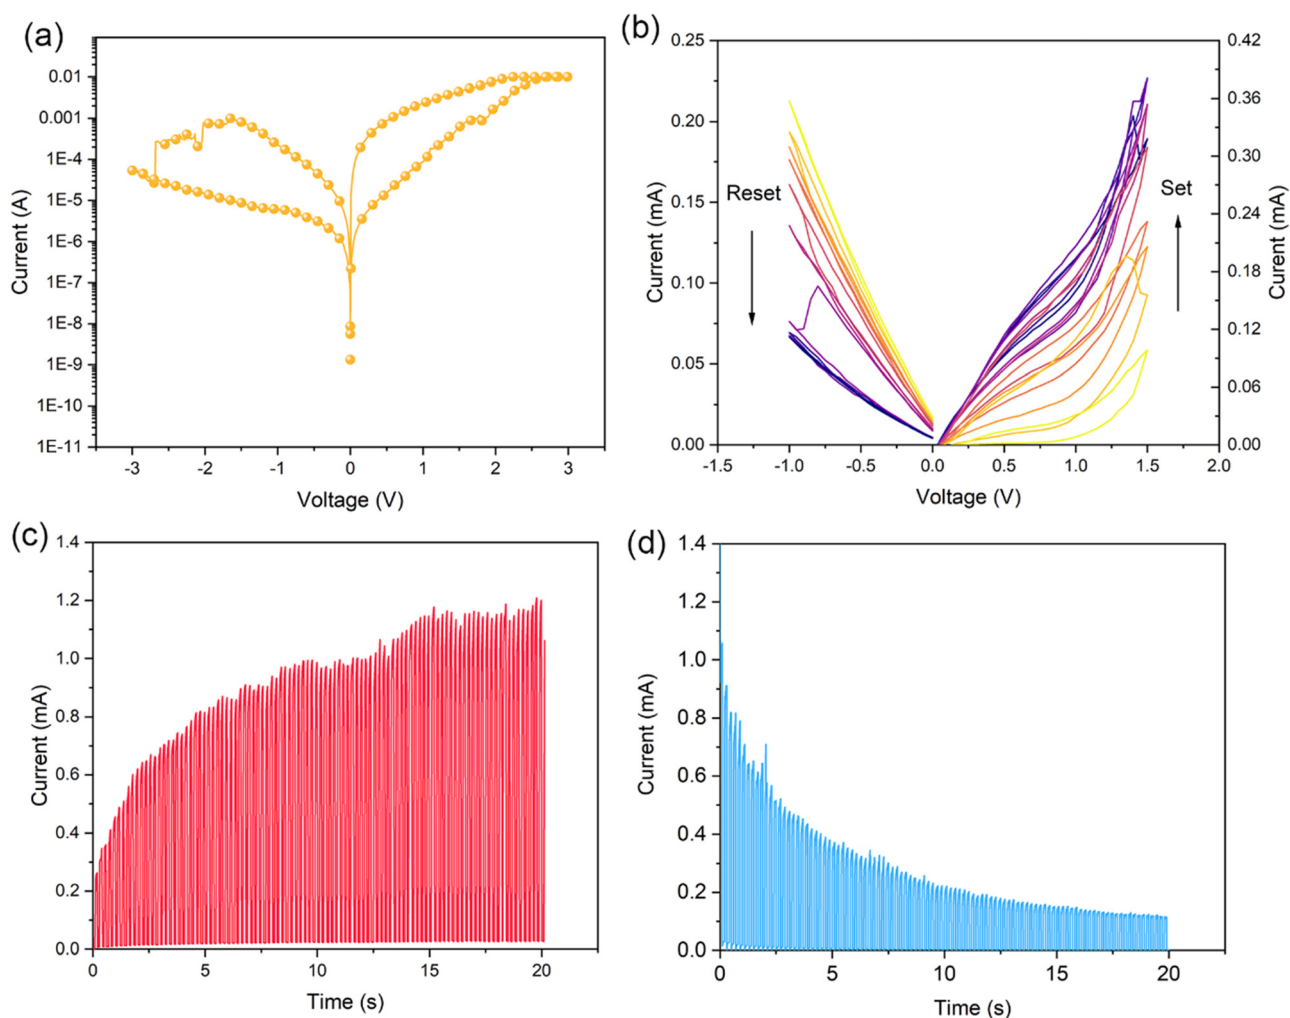 (a)
0.01
0.001
1E-4
1E-5
1E-6
1E-7
1E-8
1E-9
1E-10
1E-11
Current (A)
-3 -2 -1 0 1 2 3
Voltage (V)
(b)
0.25
0.20
0.15
0.10
0.05
0.00
Current (mA)
Reset
Set
0.42
0.36
0.30
0.24
0.18
0.12
0.06
0.00
Curent (mA)
-1.5 -1.0 -0.5 0.0 0.5 1.0 1.5 2.0
Voltage (V)
(c)
1.4
1.2
1.0
0.8
0.6
0.4
0.2
0.0
Current (mA)
0 5 10 15 20
Time (s)
(d)
1.4
1.2
1.0
0.8
0.6
0.4
0.2
0.0
Current (mA)
0 5 10 15 20
Time (s)